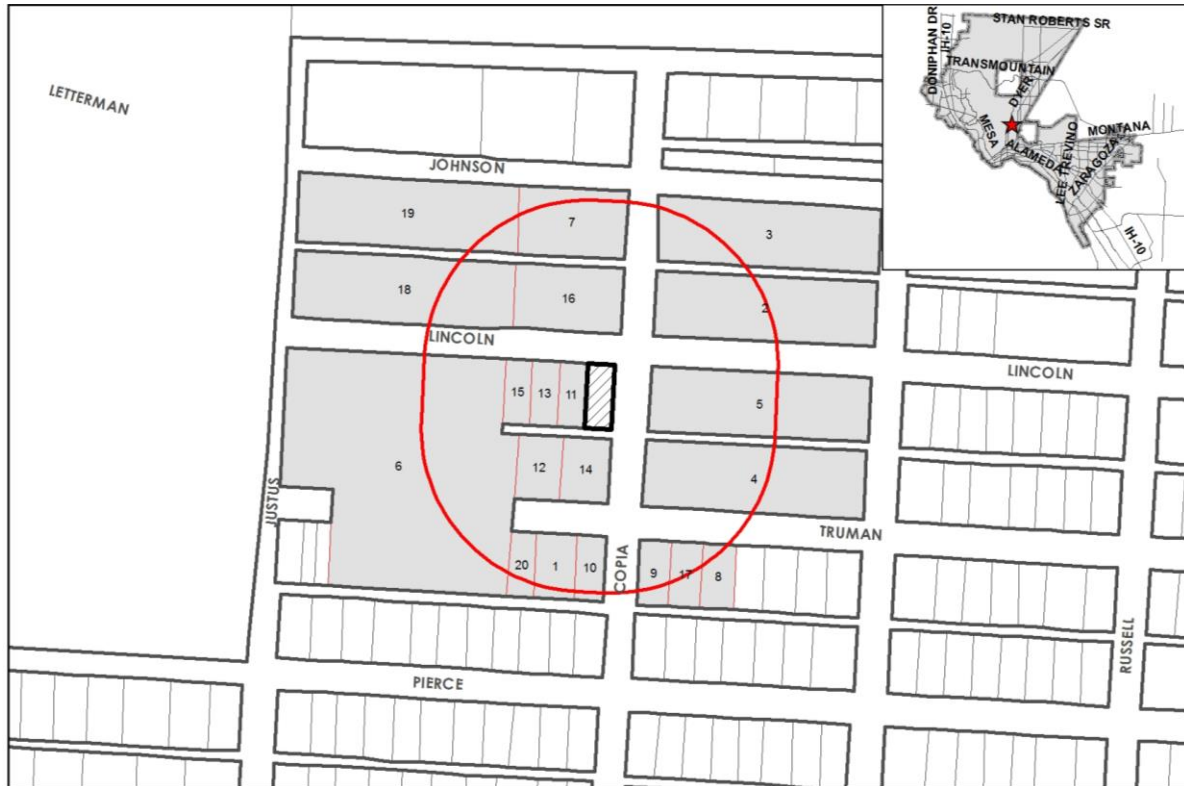 STAN ROBERTS SR
DONIPHAN DR
IH-10
TRANSMOUNTAIN
DYER
MESA
MONTANA
ALAMEDA
LEE TREVINO
ZARAGOZA
IH-10
LETTERMAN
JOHNSON
19
7
3
18
16
2
LINCOLN
LINCOLN
15
13
11
5
6
12
14
4
JUSTUS
TRUMAN
20
1
10
COPIA
9
17
8
RUSSELL
PIERCE